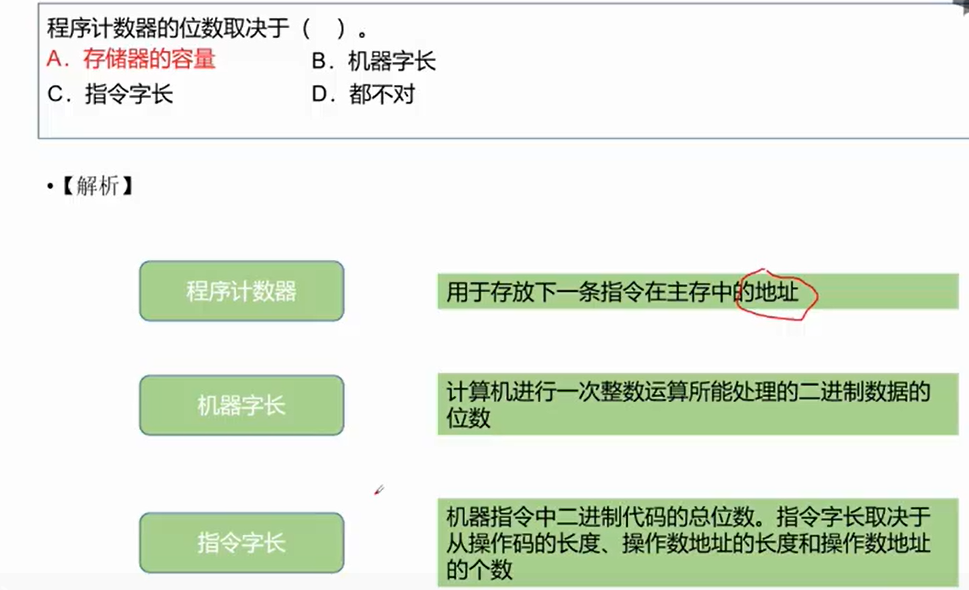 程序计数器的位数取决于（ ）。
A. 存储器的容量 B. 机器字长
C. 指令字长 D. 都不对
•【解析】
程序计数器 用于存放下一条指令在主存中的地址
机器字长 计算机进行一次整数运算所能处理的二进制数据的
位数
指令字长 机器指令中二进制代码的总位数。指令字长取决于
从操作码的长度、操作数地址的长度和操作数地址
的个数